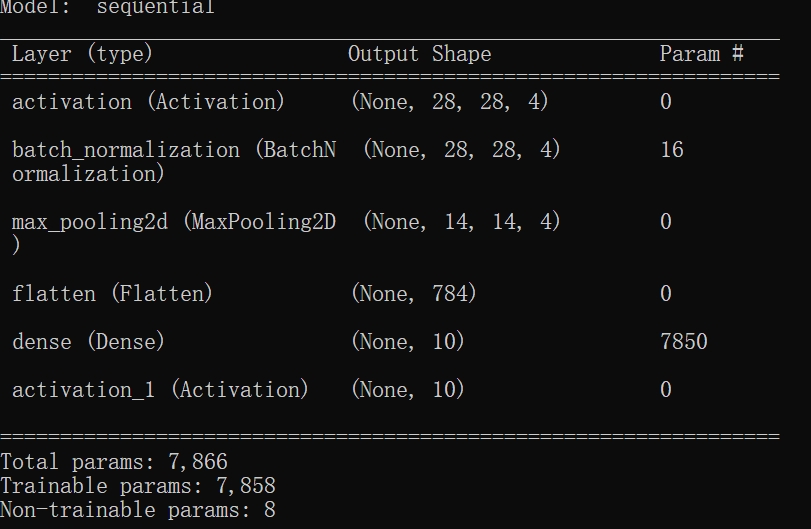 Model: sequential
Layer (type) Output Shape Param #
=================================================================
activation (Activation) (None, 28, 28, 4) 0
batch_normalization (BatchN (None, 28, 28, 4) 16
ormalization)
max_pooling2d (MaxPooling2D (None, 14, 14, 4) 0
)
flatten (Flatten) (None, 784) 0
dense (Dense) (None, 10) 7850
activation_1 (Activation) (None, 10) 0
=================================================================
Total params: 7,866
Trainable params: 7,858
Non-trainable params: 8